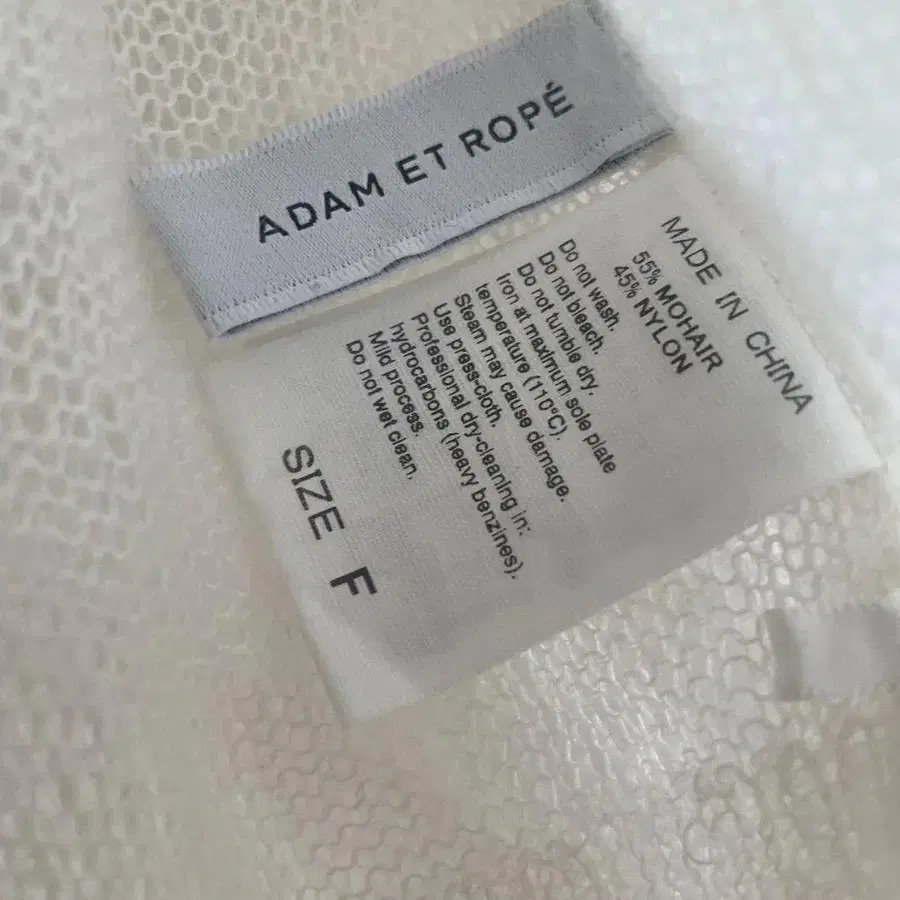 ADAM ET ROPÉ
MADE IN CHINA
55% MOHAIR
45% NYLON
Do not wash.
Do not bleach.
Do not tumble dry.
Iron at maximum sole plate
temperature (110°C).
Steam may cause damage.
Use press-cloth.
Professional dry-cleaning in:
hydrocarbons (heavy benzines).
Mild process.
Do not wet clean.
SIZE F